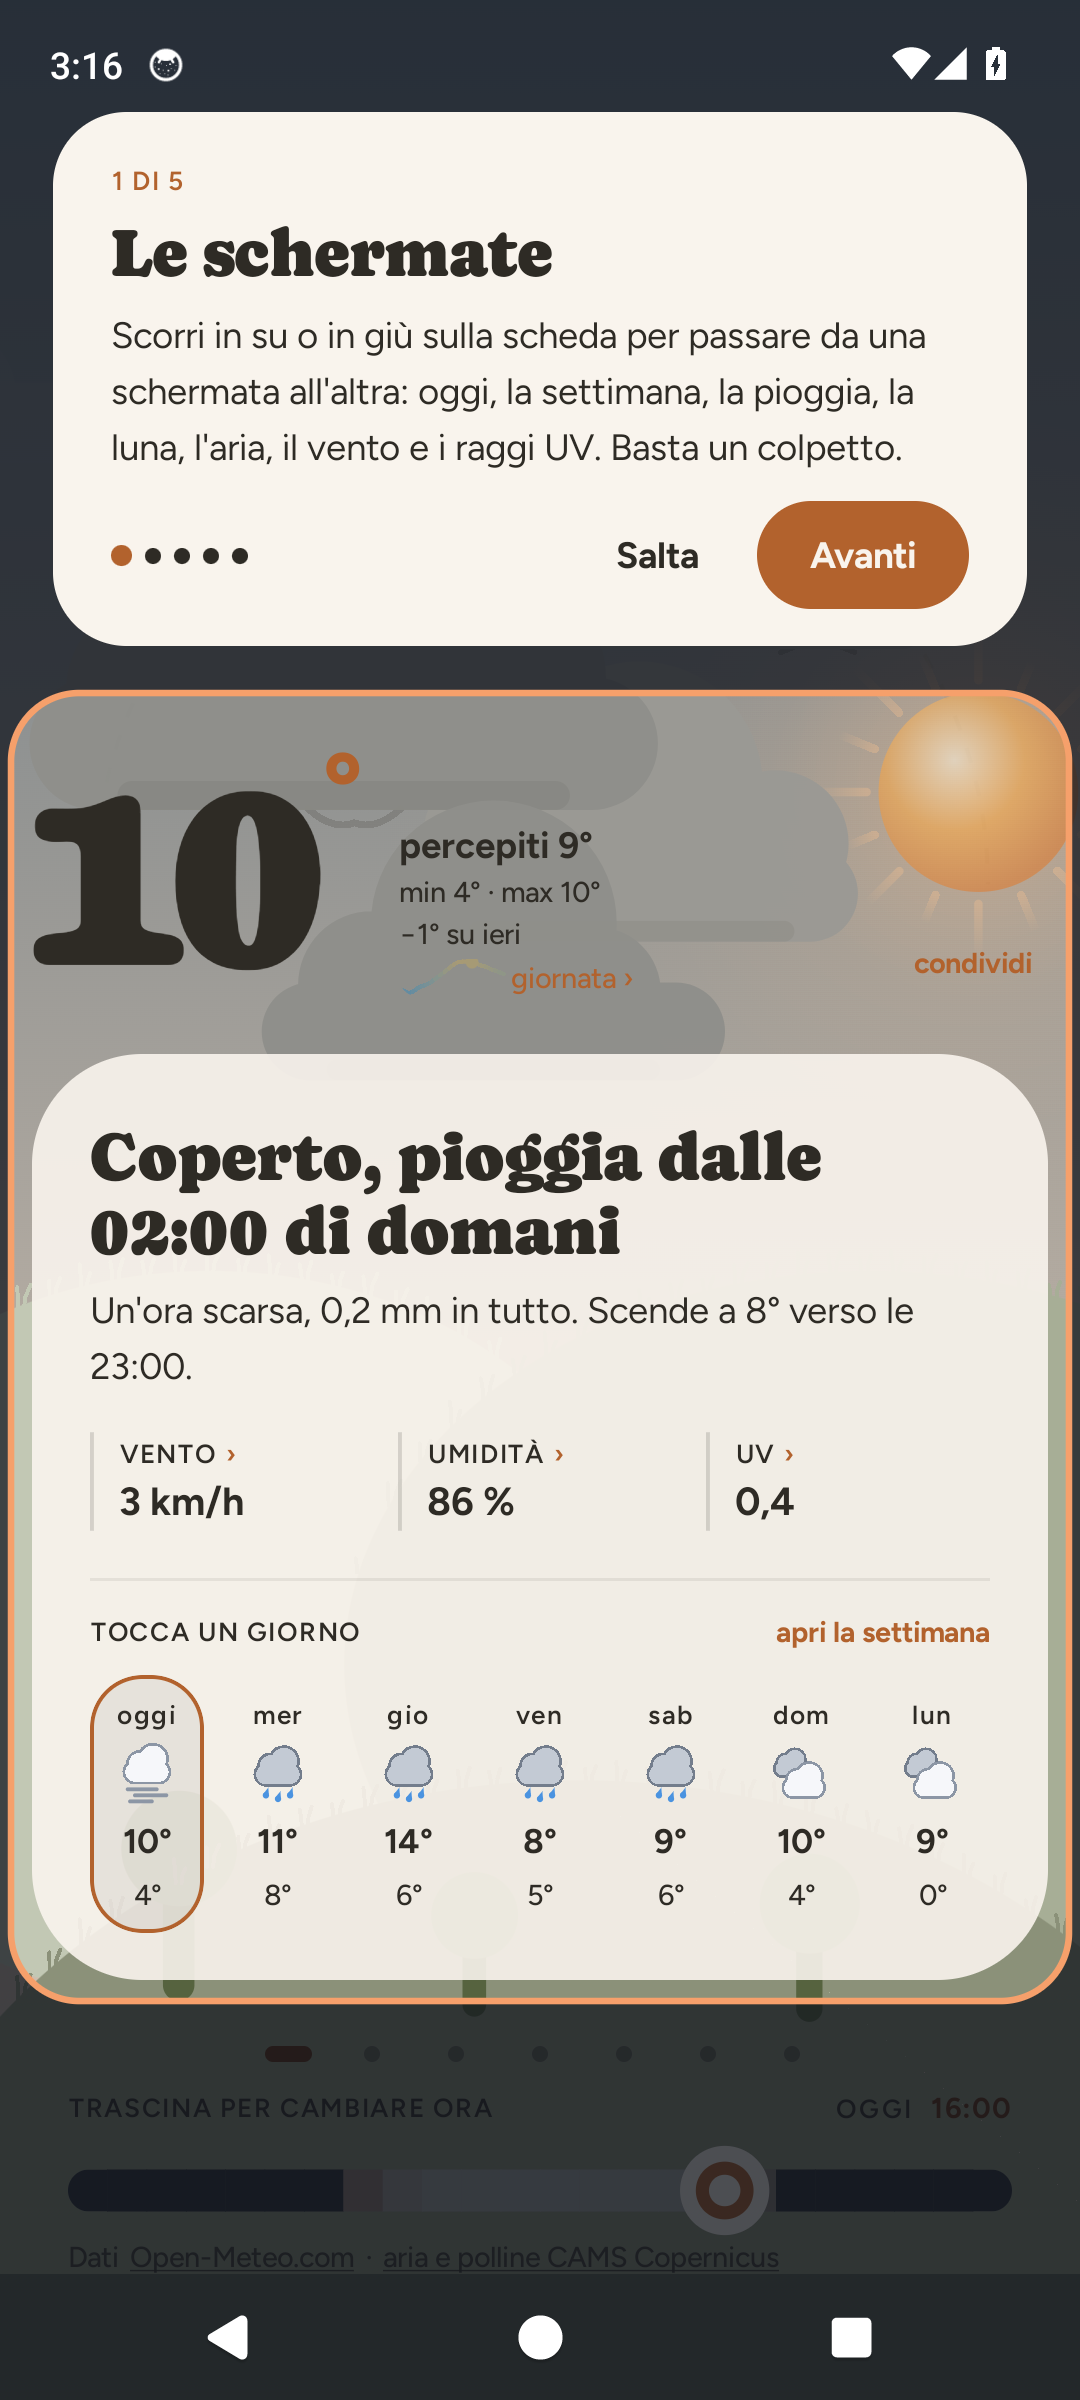 3:16
1 DI 5
Le schermate
Scorri in su o in giù sulla scheda per passare da una
schermata all'altra: oggi, la settimana, la pioggia, la
luna, l'aria, il vento e i raggi UV. Basta un colpetto.
Salta
Avanti
10°
percepiti 9°
min 4° · max 10°
−1° su ieri
giornata ›
condividi
Coperto, pioggia dalle
02:00 di domani
Un'ora scarsa, 0,2 mm in tutto. Scende a 8° verso le
23:00.
VENTO › UMIDITÀ › UV ›
3 km/h 86 % 0,4
TOCCA UN GIORNO apri la settimana
oggi mer gio ven sab dom lun
10° 11° 14° 8° 9° 10° 9°
4° 8° 6° 5° 6° 4° 0°
TRASCINA PER CAMBIARE ORA OGGI 16:00
Dati Open-Meteo.com · aria e polline CAMS Copernicus